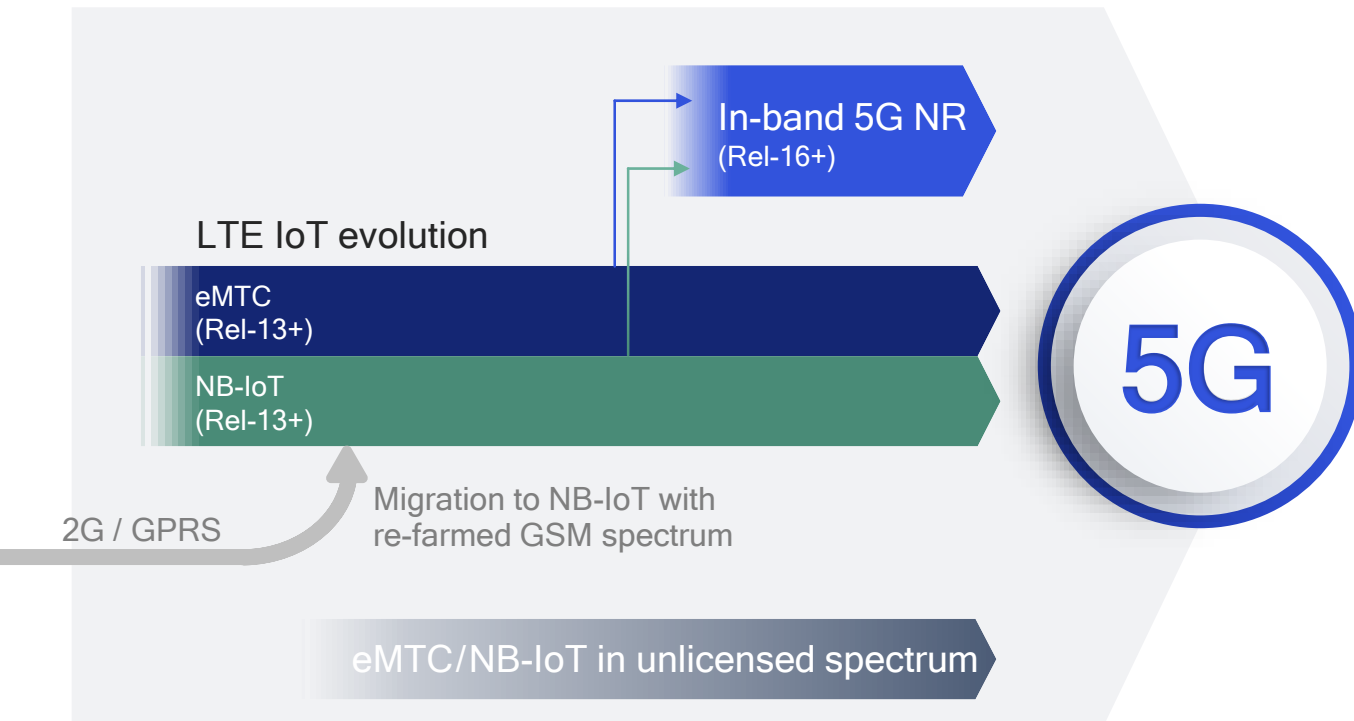 In-band 5G NR
(Rel-16+)
LTE IoT evolution
eMTC
(Rel-13+)
NB-IoT
(Rel-13+)
5G
2G / GPRS
Migration to NB-IoT with
re-farmed GSM spectrum
eMTC/NB-IoT in unlicensed spectrum